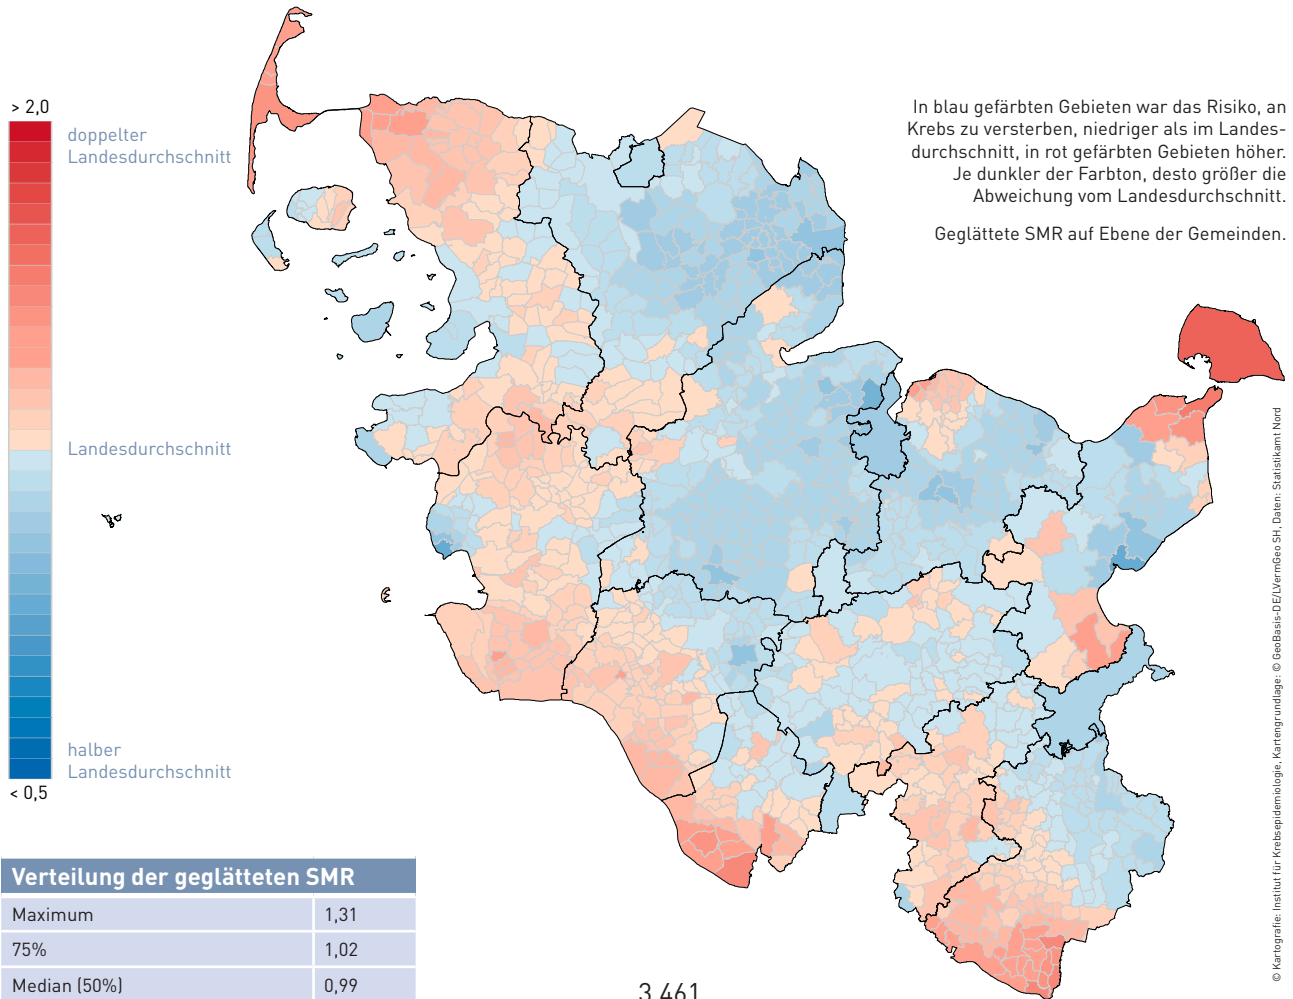 > 2,0
doppelter
Landesdurchschnitt
Landesdurchschnitt
halber
Landesdurchschnitt
< 0,5
In blau gefärbten Gebieten war das Risiko, an
Krebs zu versterben, niedriger als im Landes-
durchschnitt, in rot gefärbten Gebieten höher.
Je dunkler der Farbton, desto größer die
Abweichung vom Landesdurchschnitt.
Geglättete SMR auf Ebene der Gemeinden.
© Kartografie: Institut für Krebsepidemiologie, Kartengrundlage: © GeoBasis-DE/LVermGeo SH, Daten: Statistikamt Nord
Verteilung der geglätteten SMR
Maximum 1,31
75% 1,02
Median (50%) 0,99
3.461